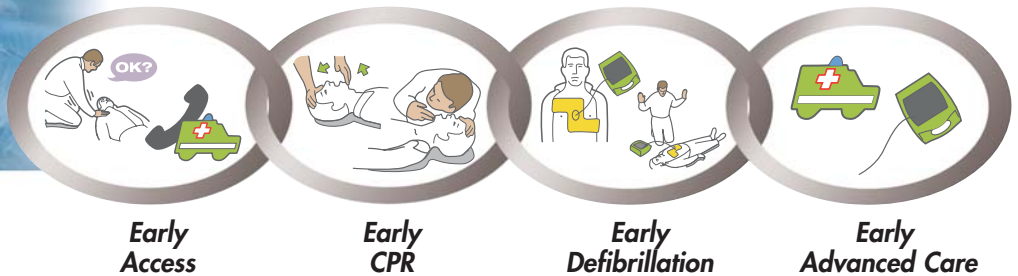 OK?
Early
Access
Early
CPR
Early
Defibrillation
Early
Advanced Care